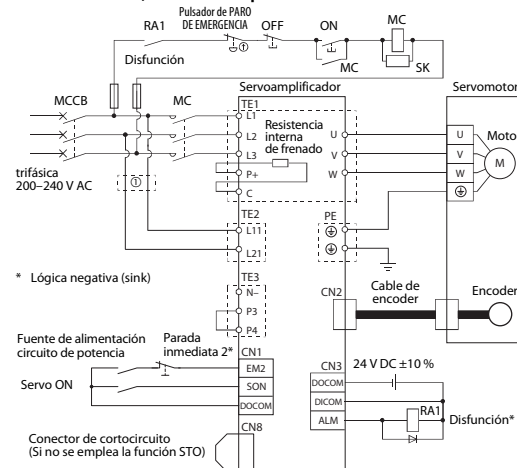 Pulsador de PARO
DE EMERGENCIA
RA1
OFF
ON
MC
①
Disfunción
MC
SK
Servoamplificador
Servomotor
MCCB
MC
TE1
L1
L2
L3
P+
C
Resistencia
interna
de frenado
U
V
W
U
V
W
Moto
M
trifásica
200–240 V AC
①
TE2
L11
L21
PE
* Lógica negativa (sink)
TE3
N–
P3
P4
CN2
Cable de
encoder
Encoder
Fuente de alimentación
circuito de potencia
Parada
inmediata 2*
Servo ON
CN1
EM2
SON
DOCOM
CN3
24 V DC ±10 %
DOCOM
DICOM
ALM
RA1
Disfunción*
CN8
Conector de cortocircuito
(Si no se emplea la función STO)